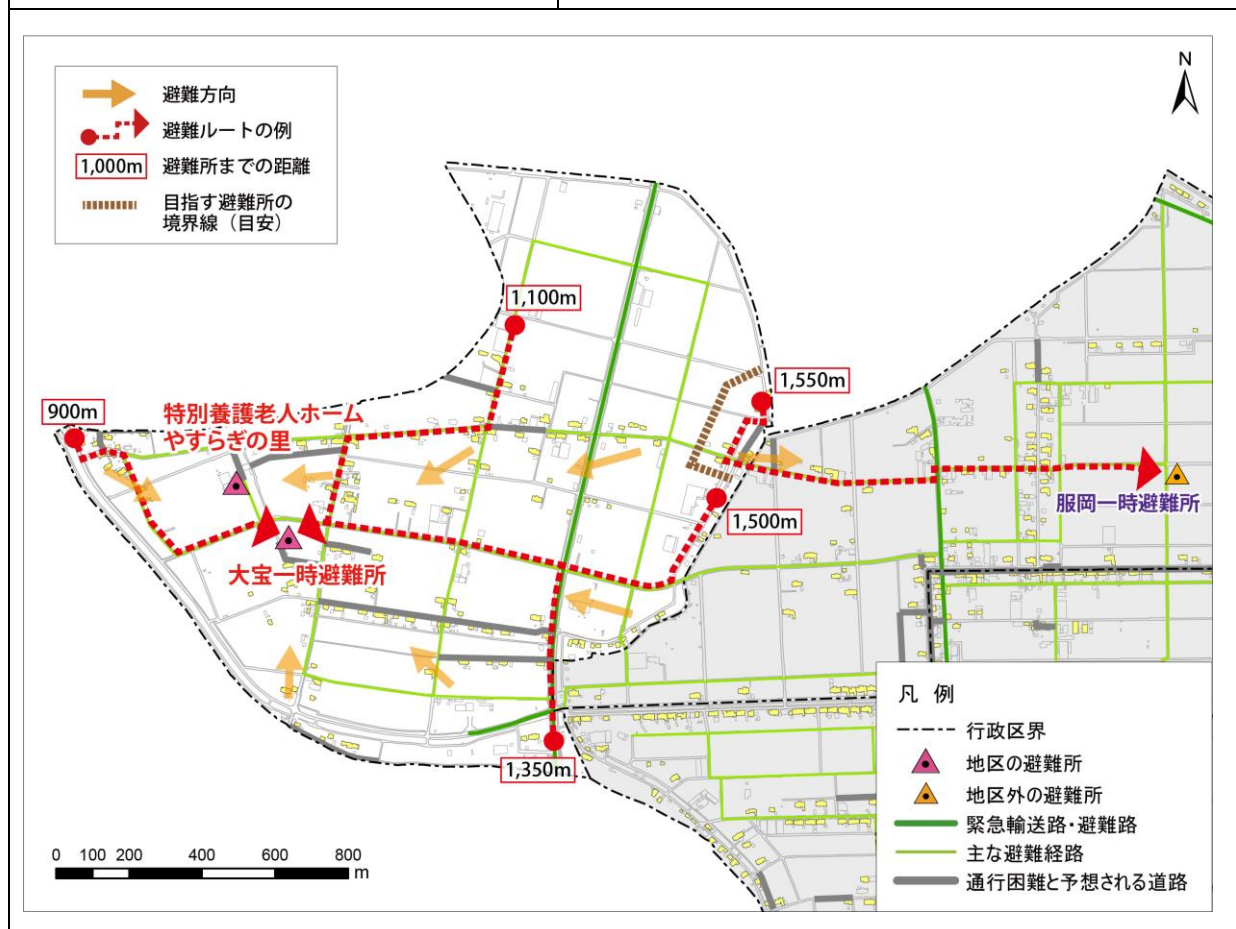 避難方向
避難ルートの例
1,000m 避難所までの距離
目指す避難所の
境界線（目安）
N
1,100m
1,550m
900m
特別養護老人ホーム
やすらぎの里
服岡一時避難所
1,500m
大宝一時避難所
1,350m
0 100 200 400 600 800
m
凡 例
行政区界
地区の避難所
地区外の避難所
緊急輸送路・避難路
主な避難経路
通行困難と予想される道路